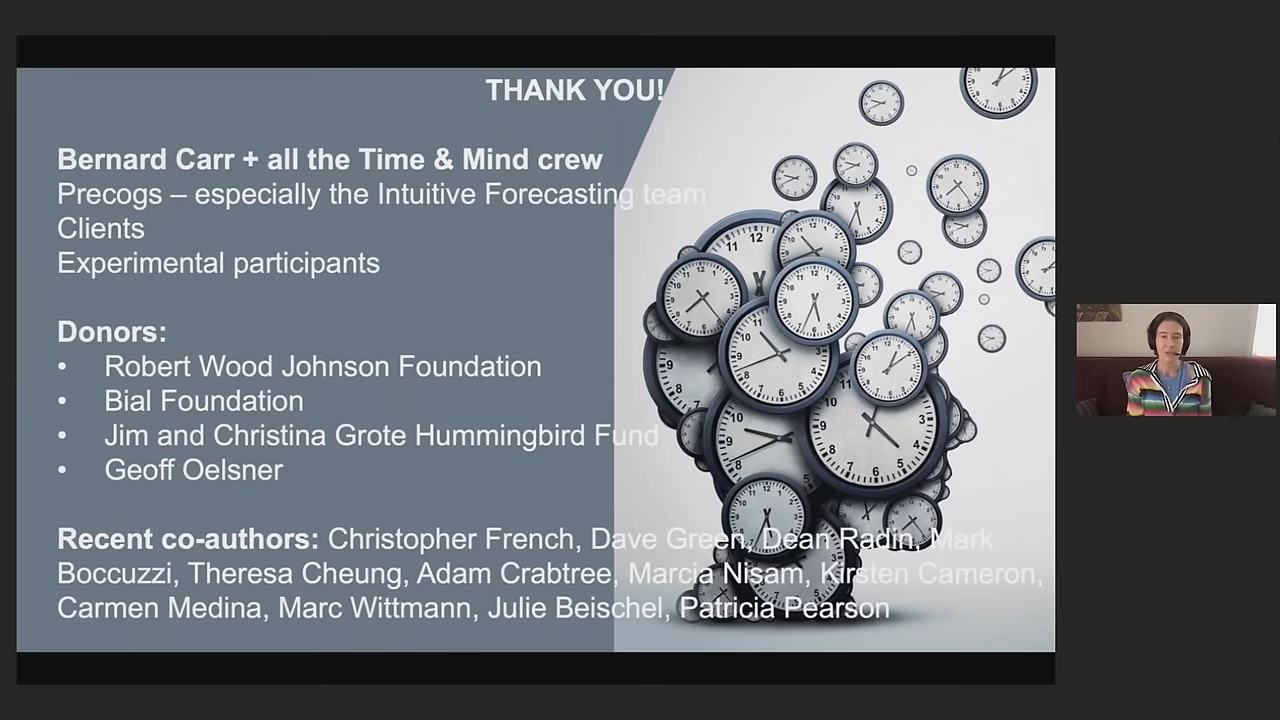 THANK YOU!
Bernard Carr + all the Time & Mind crew
Precogs – especially the Intuitive Forecasting team
Clients
Experimental participants
Donors:
• Robert Wood Johnson Foundation
• Bial Foundation
• Jim and Christina Grote Hummingbird Fund
• Geoff Oelsner
Recent co-authors: Christopher French, Dave Green, Dean Radin, Mark
Boccuzzi, Theresa Cheung, Adam Crabtree, Marcia Nisam, Kirsten Cameron,
Carmen Medina, Marc Wittmann, Julie Beischel, Patricia Pearson